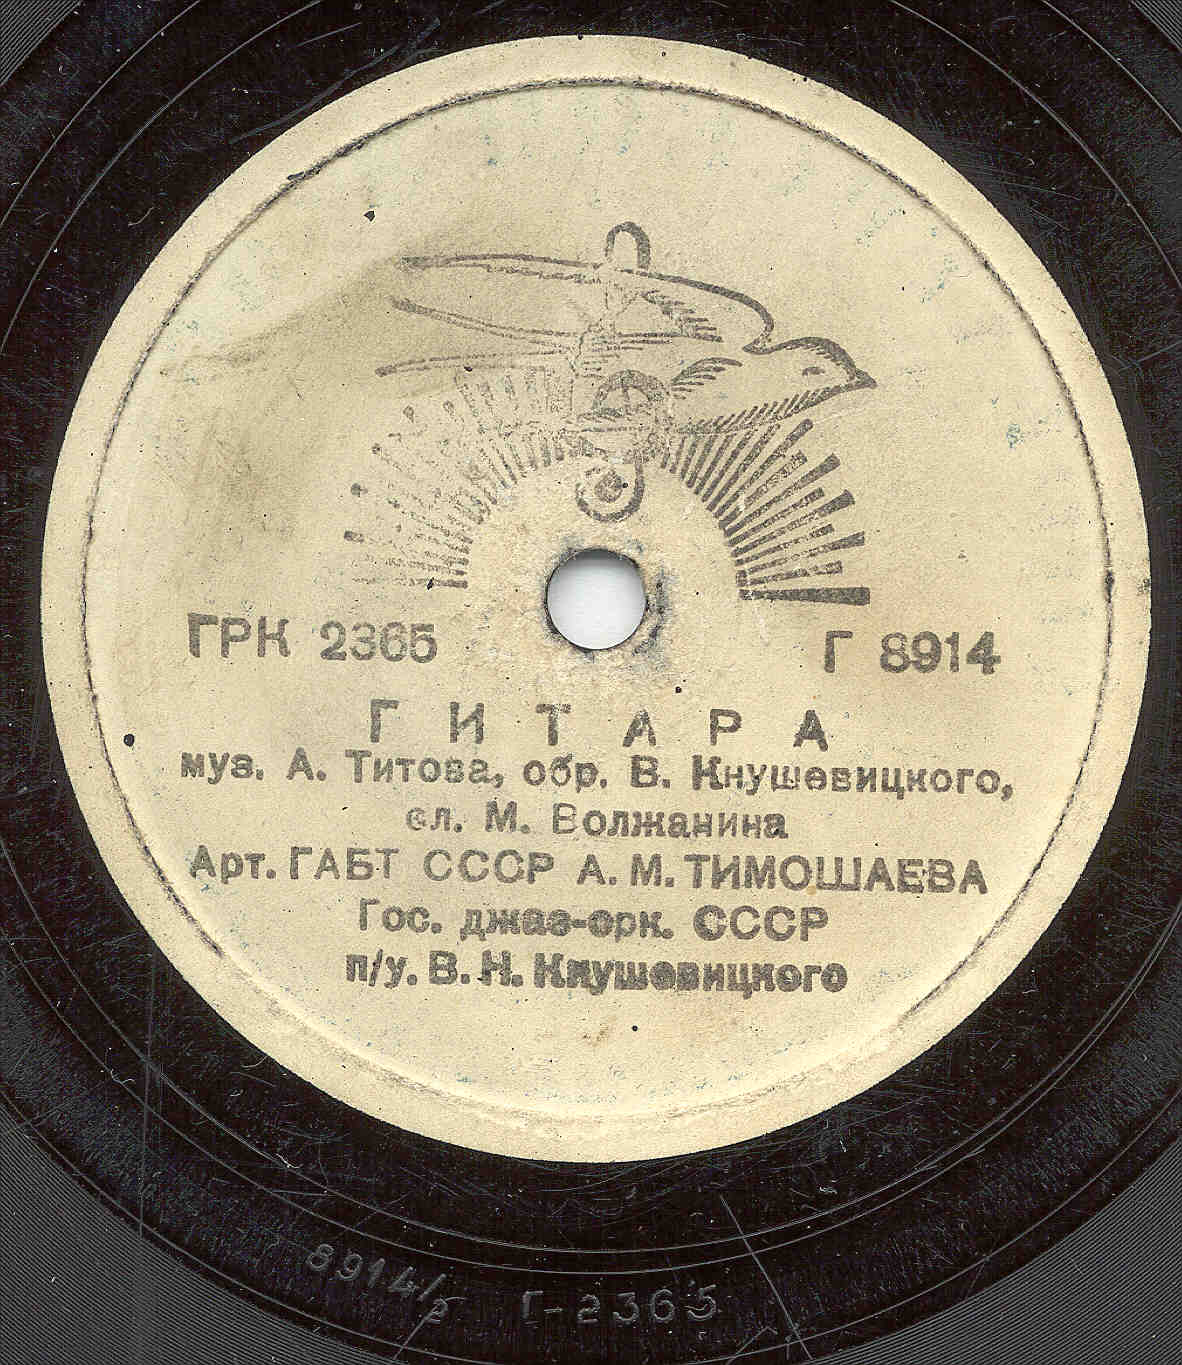 ГРК 2365 Г 8914
ГИТАРА
муз. А. Титова, обр. В. Кнушевицкого,
сл. М. Волжанина
Арт. ГАБТ СССР А. М. ТИМОШАЕВА
Гос. джаз-орк. СССР
п/у. В. Н. Кнушевицкого
8914/2 Г-2365